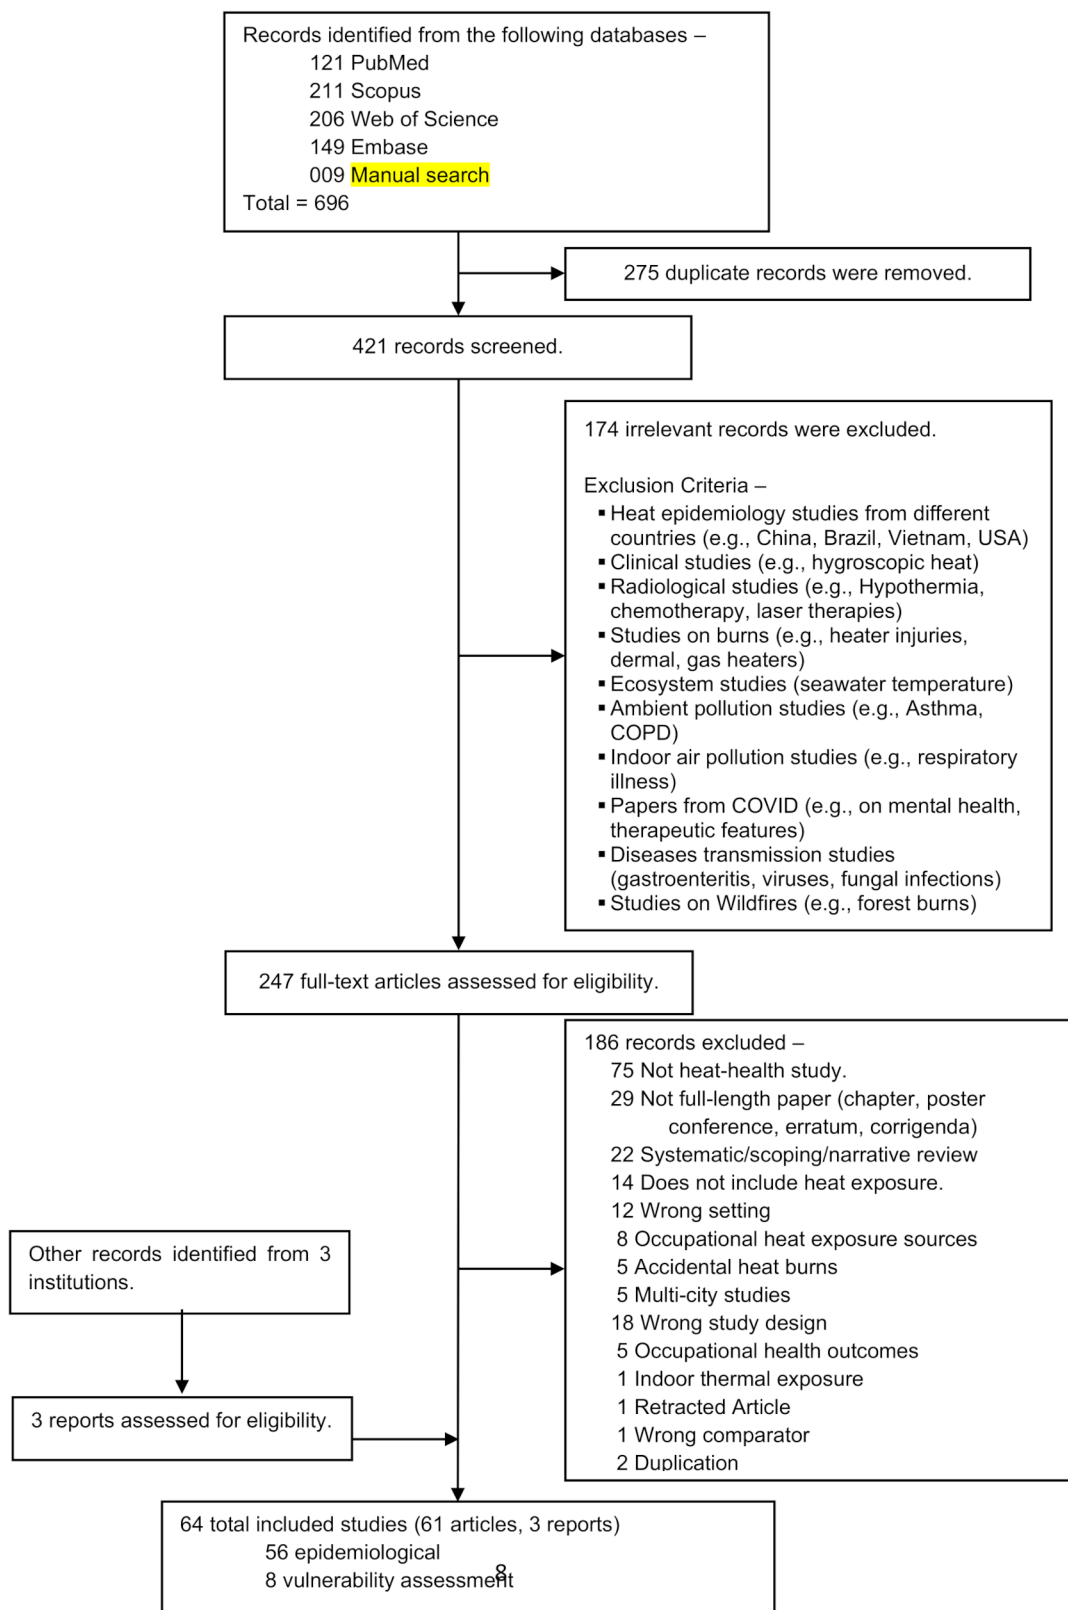 Records identified from the following databases –
121 PubMed
211 Scopus
206 Web of Science
149 Embase
009 Manual search
Total = 696
275 duplicate records were removed.
421 records screened.
174 irrelevant records were excluded.
Exclusion Criteria –
▪ Heat epidemiology studies from different
countries (e.g., China, Brazil, Vietnam, USA)
▪ Clinical studies (e.g., hygroscopic heat)
▪ Radiological studies (e.g., Hypothermia,
chemotherapy, laser therapies)
▪ Studies on burns (e.g., heater injuries,
dermal, gas heaters)
▪ Ecosystem studies (seawater temperature)
▪ Ambient pollution studies (e.g., Asthma,
COPD)
▪ Indoor air pollution studies (e.g., respiratory
illness)
▪ Papers from COVID (e.g., on mental health,
therapeutic features)
▪ Diseases transmission studies
(gastroenteritis, viruses, fungal infections)
▪ Studies on Wildfires (e.g., forest burns)
247 full-text articles assessed for eligibility.
186 records excluded –
75 Not heat-health study.
29 Not full-length paper (chapter, poster
conference, erratum, corrigenda)
22 Systematic/scoping/narrative review
14 Does not include heat exposure.
12 Wrong setting
8 Occupational heat exposure sources
5 Accidental heat burns
5 Multi-city studies
18 Wrong study design
5 Occupational health outcomes
1 Indoor thermal exposure
1 Retracted Article
1 Wrong comparator
2 Duplication
Other records identified from 3
institutions.
3 reports assessed for eligibility.
64 total included studies (61 articles, 3 reports)
56 epidemiological
8 vulnerability assessment
8